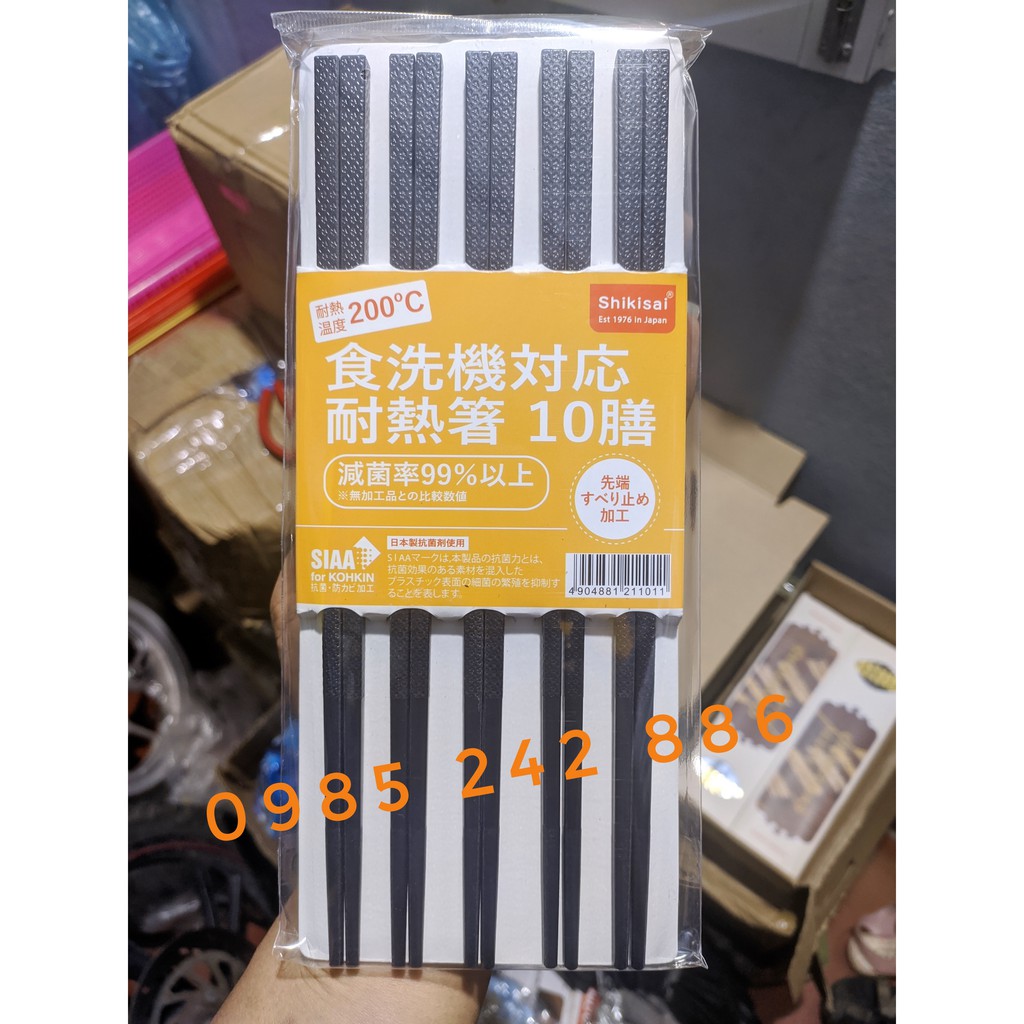 耐熱
温度 200℃
Shikisai®
Est 1976 in Japan
食洗機対応
耐熱箸 10膳
減菌率99%以上
※無加工品との比較数値
先端
すべり止め
加工
SIAA
for KOHKIN
抗菌・防カビ加工
日本製抗菌剤使用
SIAAマークは、本製品の抗菌力とは、
抗菌効果のある素材を混入した
プラスチック表面の細菌の繁殖を抑制す
ることを表します。
4904881211011
0985 242 886